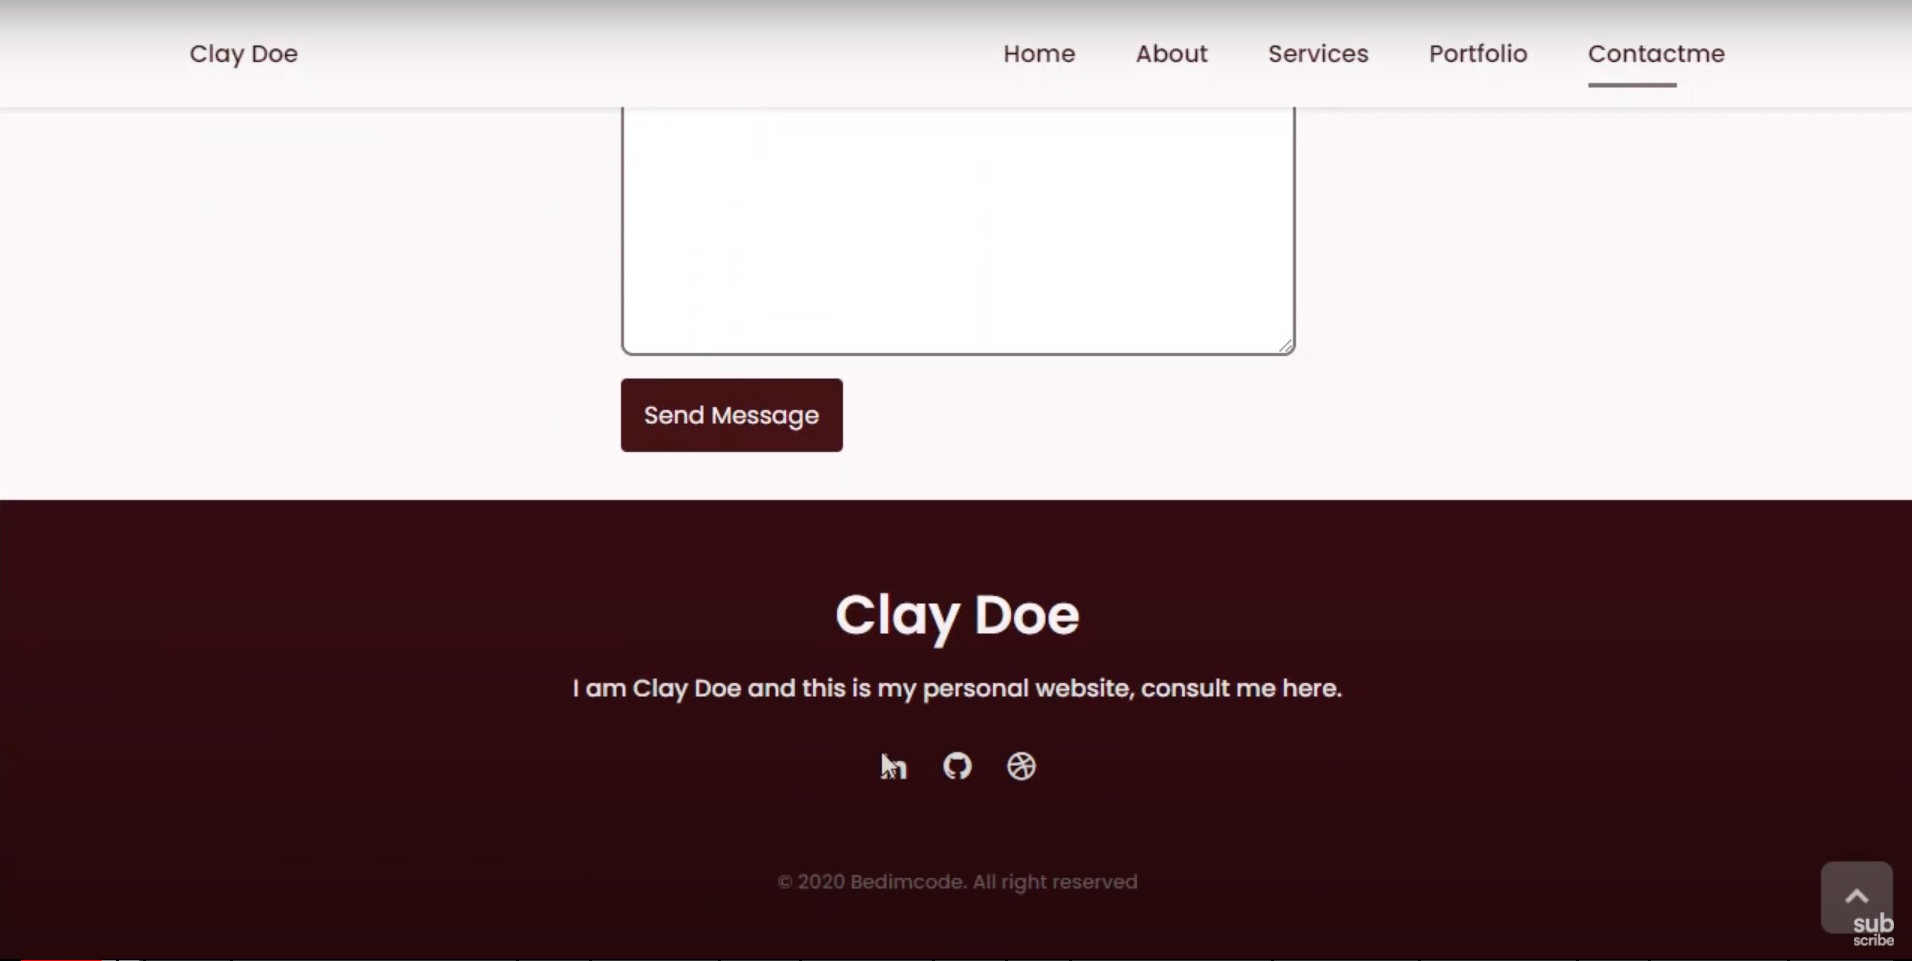 Clay Doe
Home About Services Portfolio Contactme
Send Message
Clay Doe
I am Clay Doe and this is my personal website, consult me here.
© 2020 Bedimcode. All right reserved
sub
scribe